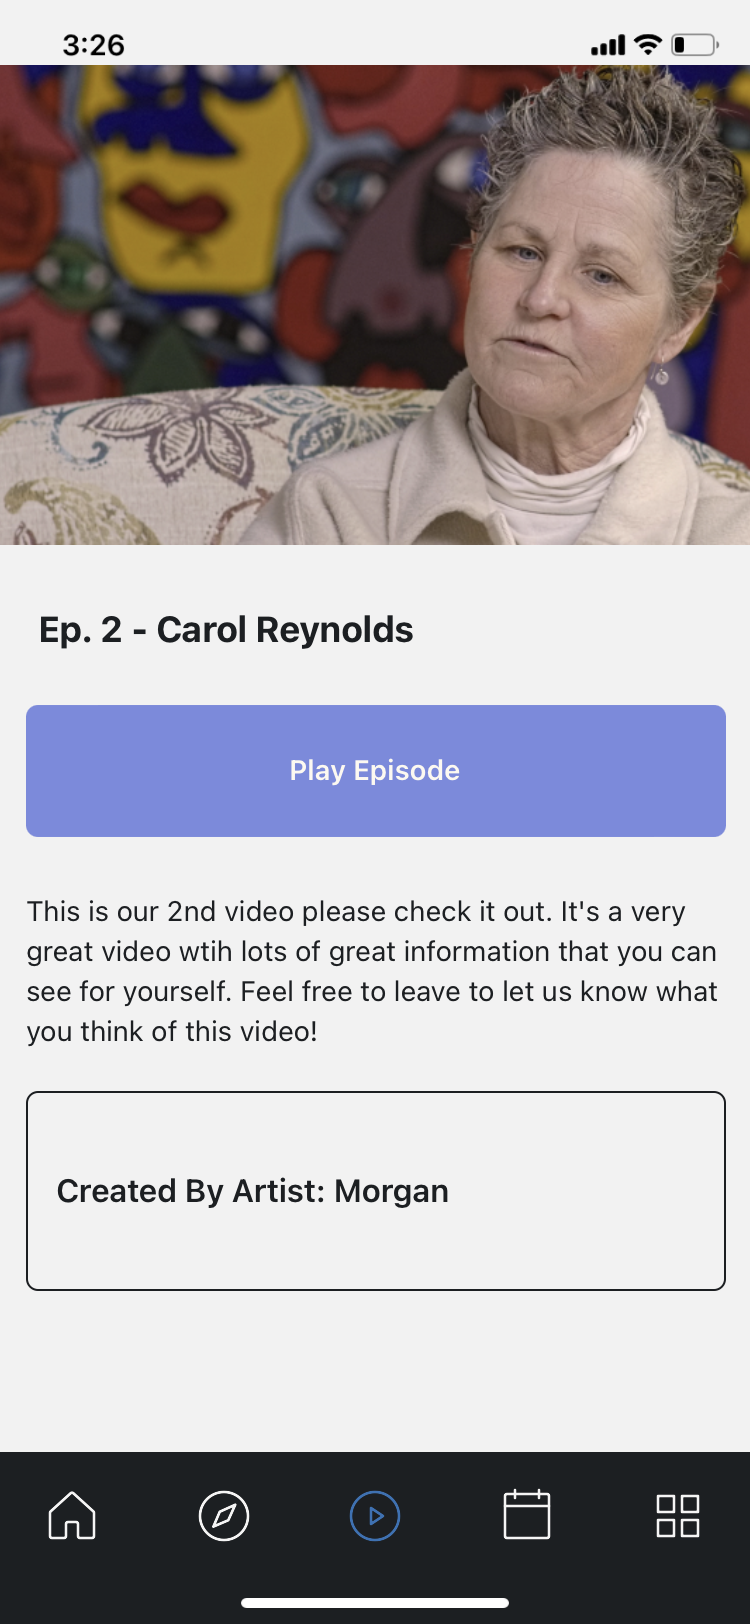 3:26
Ep. 2 - Carol Reynolds
Play Episode
This is our 2nd video please check it out. It's a very
great video wtih lots of great information that you can
see for yourself. Feel free to leave to let us know what
you think of this video!
Created By Artist: Morgan